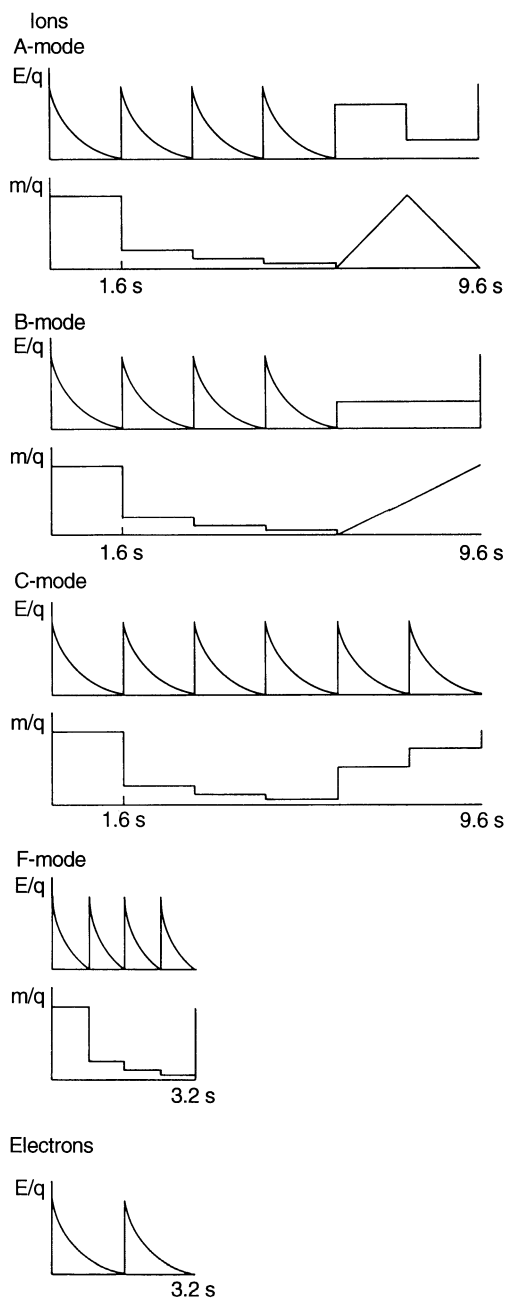 Ions
A-mode
E/q
m/q
1.6 s
9.6 s
B-mode
E/q
m/q
1.6 s
9.6 s
C-mode
E/q
m/q
1.6 s
9.6 s
F-mode
E/q
m/q
3.2 s
Electrons
E/q
3.2 s